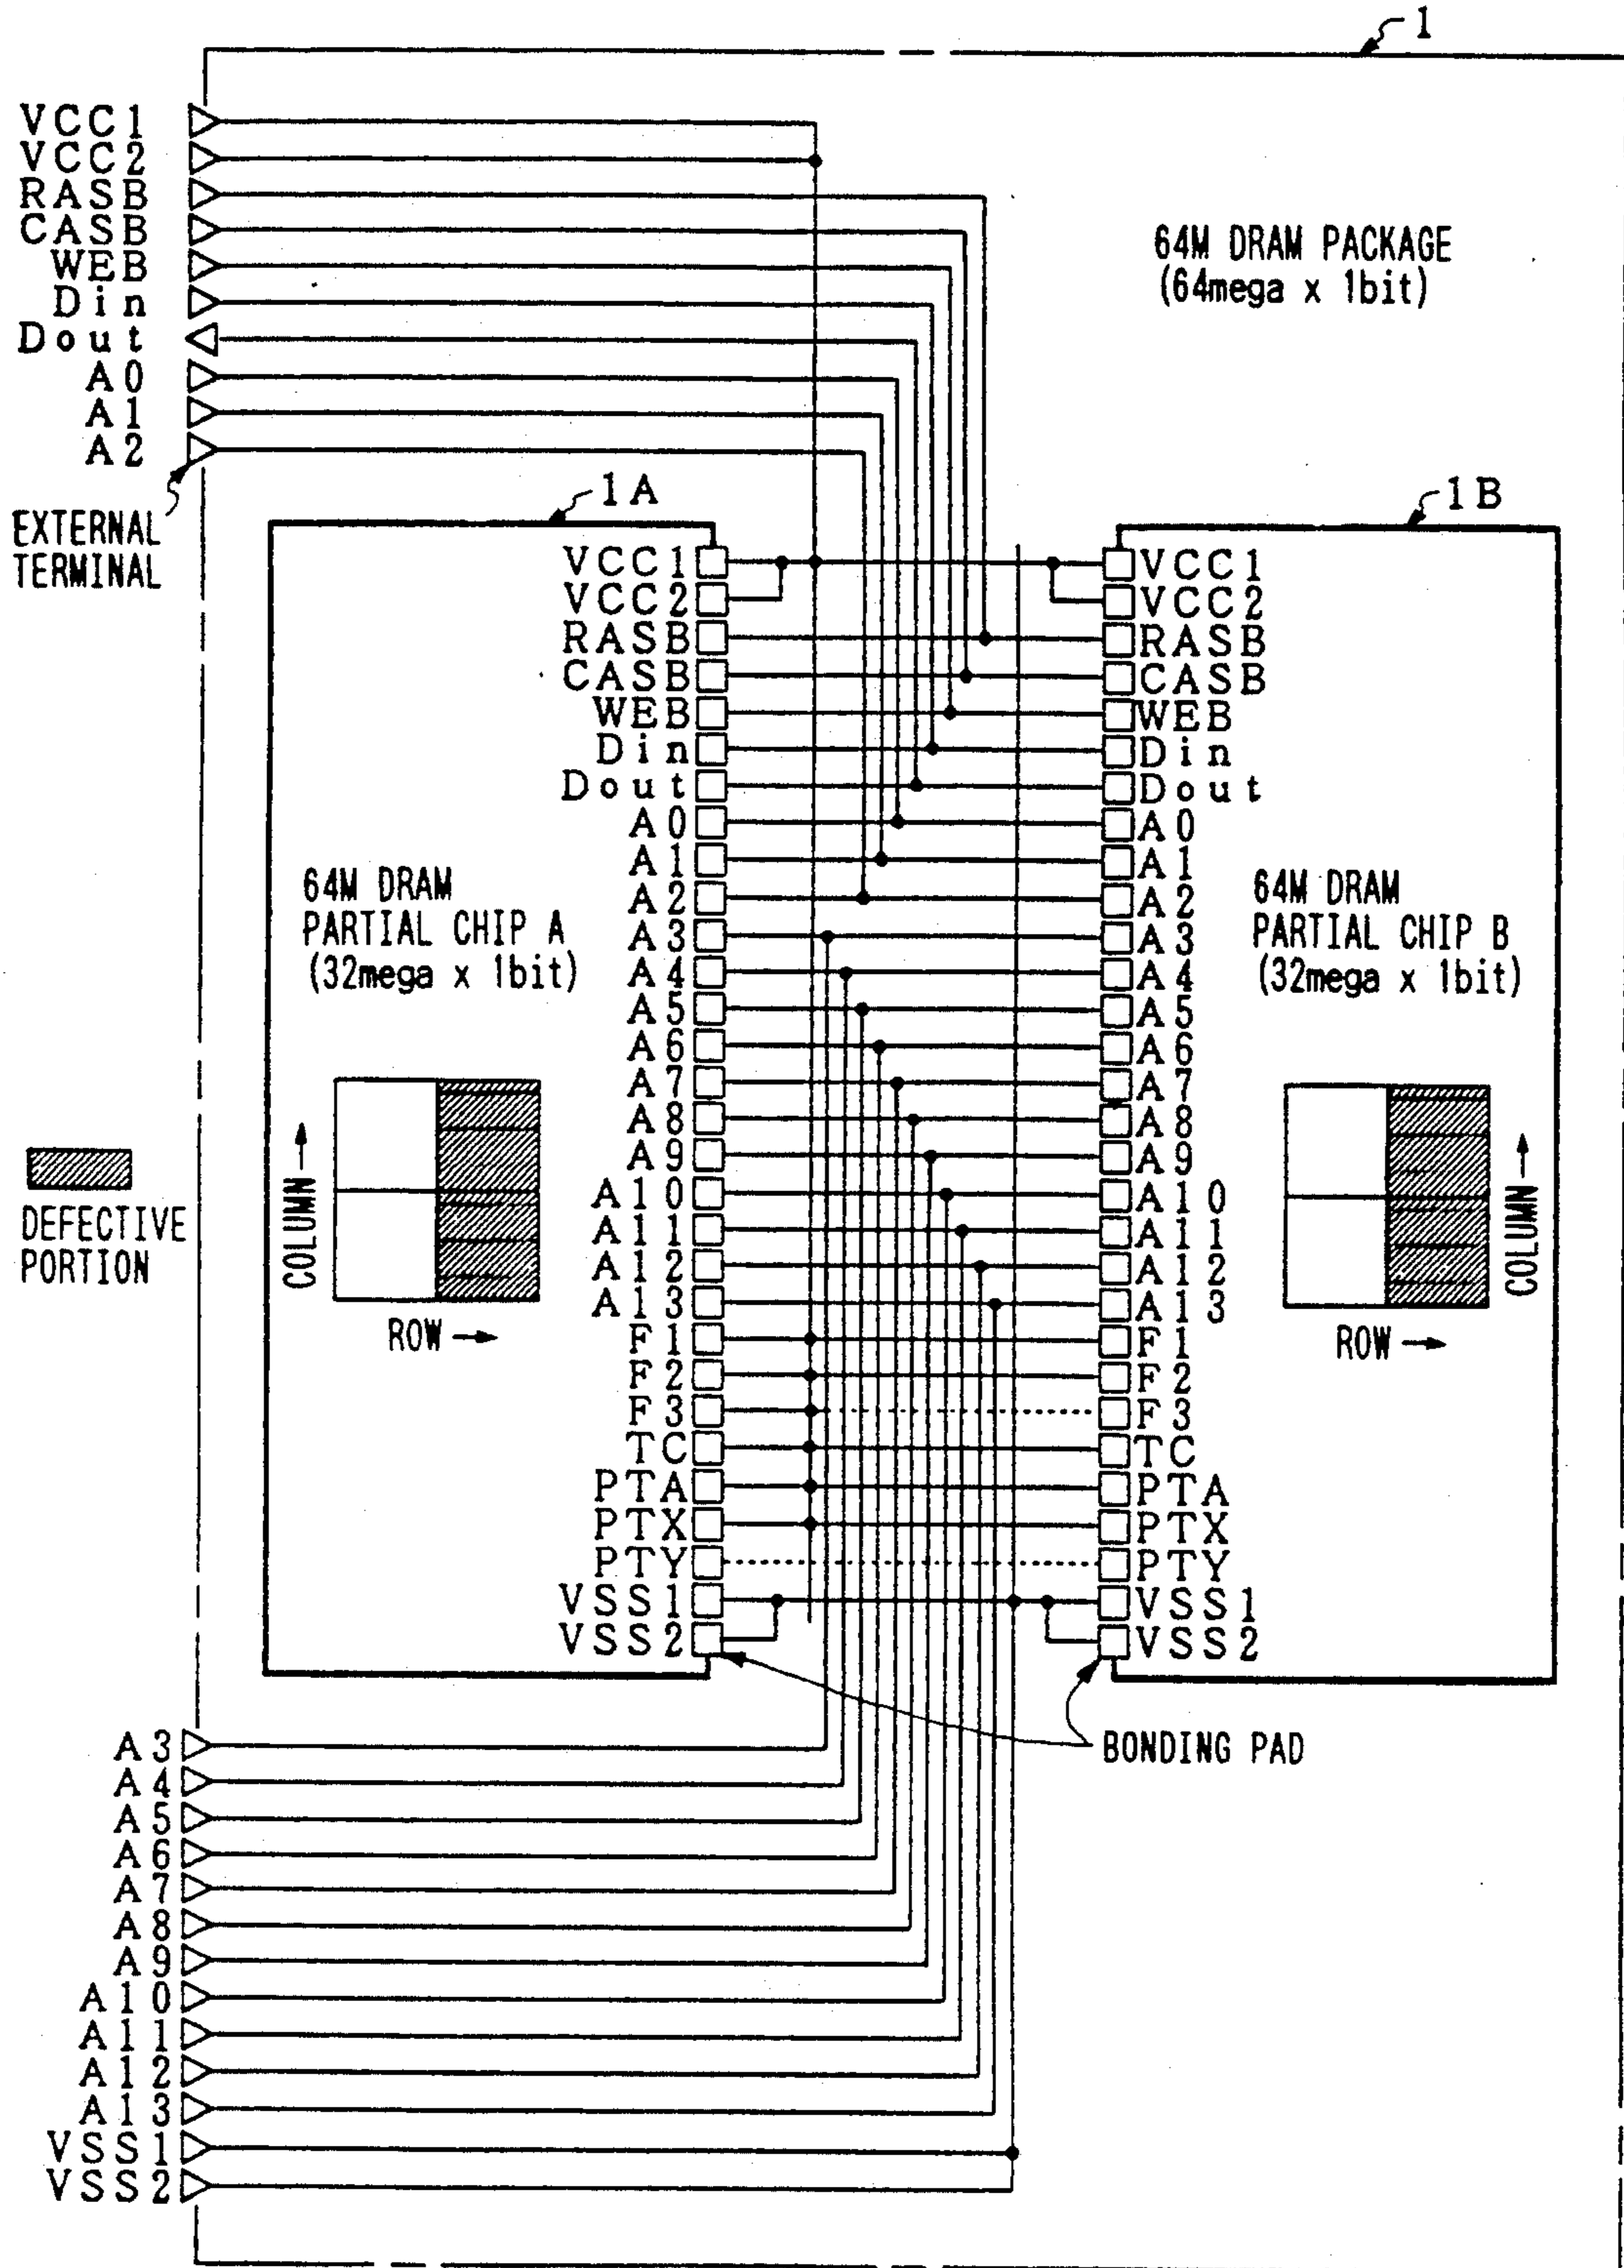 1
VCC1
VCC2
RASB
CASB
WEB
Din
Dout
A0
A1
A2
EXTERNAL
TERMINAL
64M DRAM PACKAGE
(64mega x 1bit)
1A
VCC1
VCC2
RASB
CASB
WEB
Din
Dout
A0
A1
A2
A3
A4
A5
A6
A7
A8
A9
A10
A11
A12
A13
F1
F2
F3
TC
PTA
PTX
PTY
VSS1
VSS2
64M DRAM
PARTIAL CHIP A
(32mega x 1bit)
COLUMN
ROW
1B
VCC1
VCC2
RASB
CASB
WEB
Din
Dout
A0
A1
A2
A3
A4
A5
A6
A7
A8
A9
A10
A11
A12
A13
F1
F2
F3
TC
PTA
PTX
PTY
VSS1
VSS2
64M DRAM
PARTIAL CHIP B
(32mega x 1bit)
COLUMN
ROW
DEFECTIVE
PORTION
BONDING PAD
A3
A4
A5
A6
A7
A8
A9
A10
A11
A12
A13
VSS1
VSS2